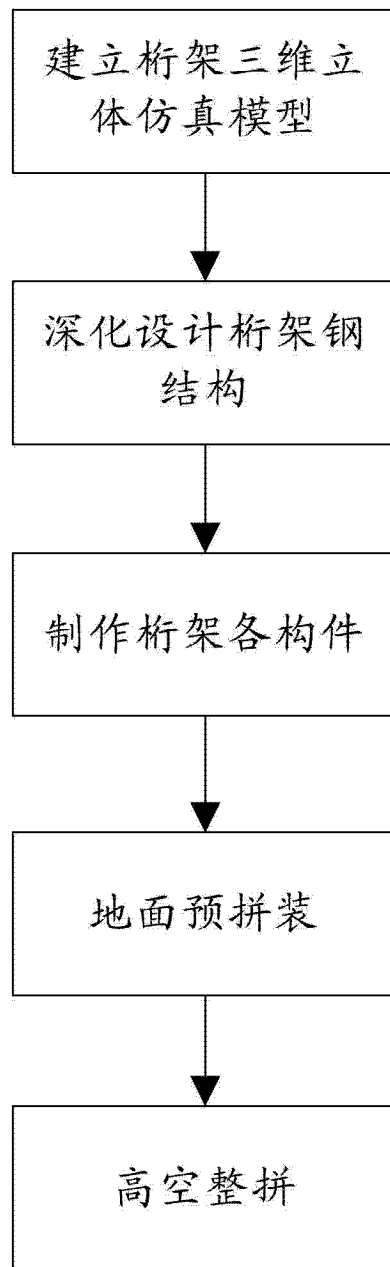 建立桁架三维立
体仿真模型
深化设计桁架钢
结构
制作桁架各构件
地面预拼装
高空整拼